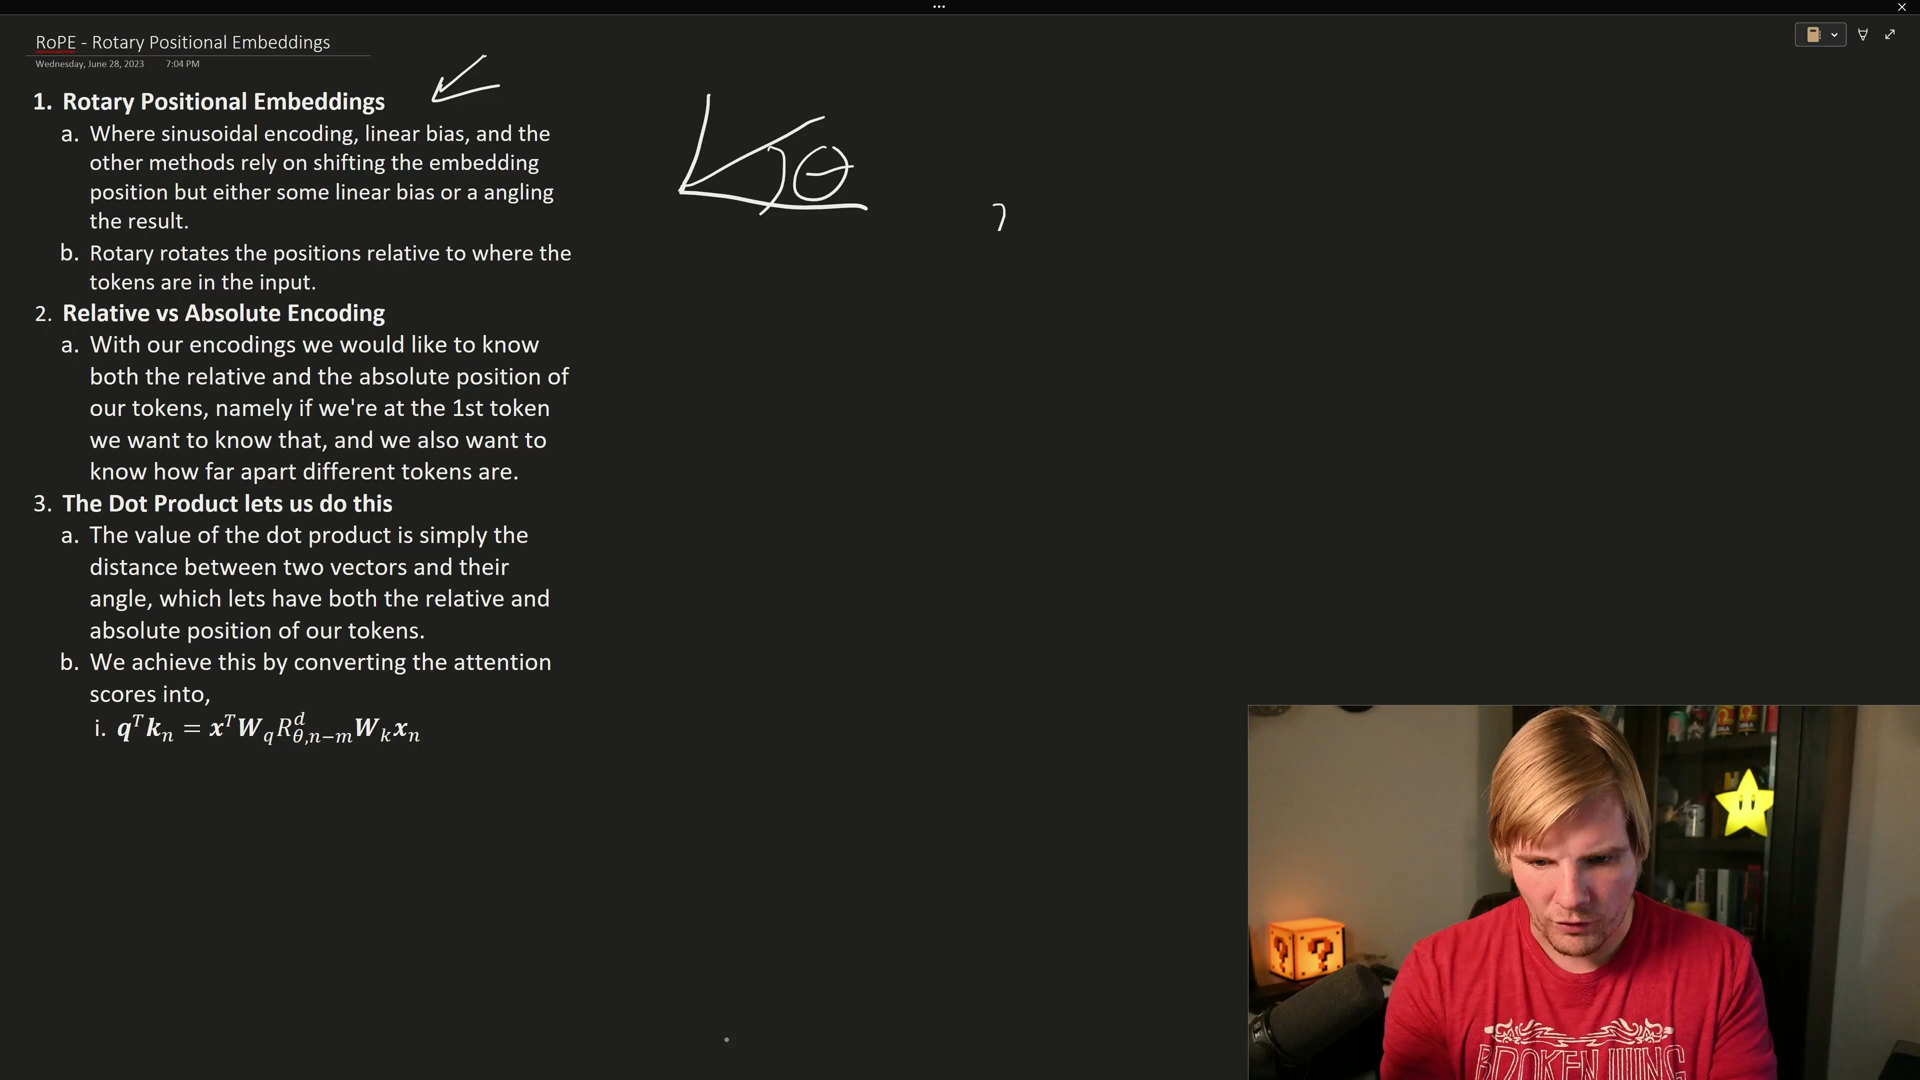 RoPE - Rotary Positional Embeddings
Wednesday, June 28, 2023 7:04 PM
1. Rotary Positional Embeddings
a. Where sinusoidal encoding, linear bias, and the
other methods rely on shifting the embedding
position but either some linear bias or a angling
the result.
b. Rotary rotates the positions relative to where the
tokens are in the input.
2. Relative vs Absolute Encoding
a. With our encodings we would like to know
both the relative and the absolute position of
our tokens, namely if we're at the 1st token
we want to know that, and we also want to
know how far apart different tokens are.
3. The Dot Product lets us do this
a. The value of the dot product is simply the
distance between two vectors and their
angle, which lets have both the relative and
absolute position of our tokens.
b. We achieve this by converting the attention
scores into,
i. qᵀkₙ = xᵀW_qR^d_{θ,n−m}W_kxₙ
θ
? ?
BROKEN